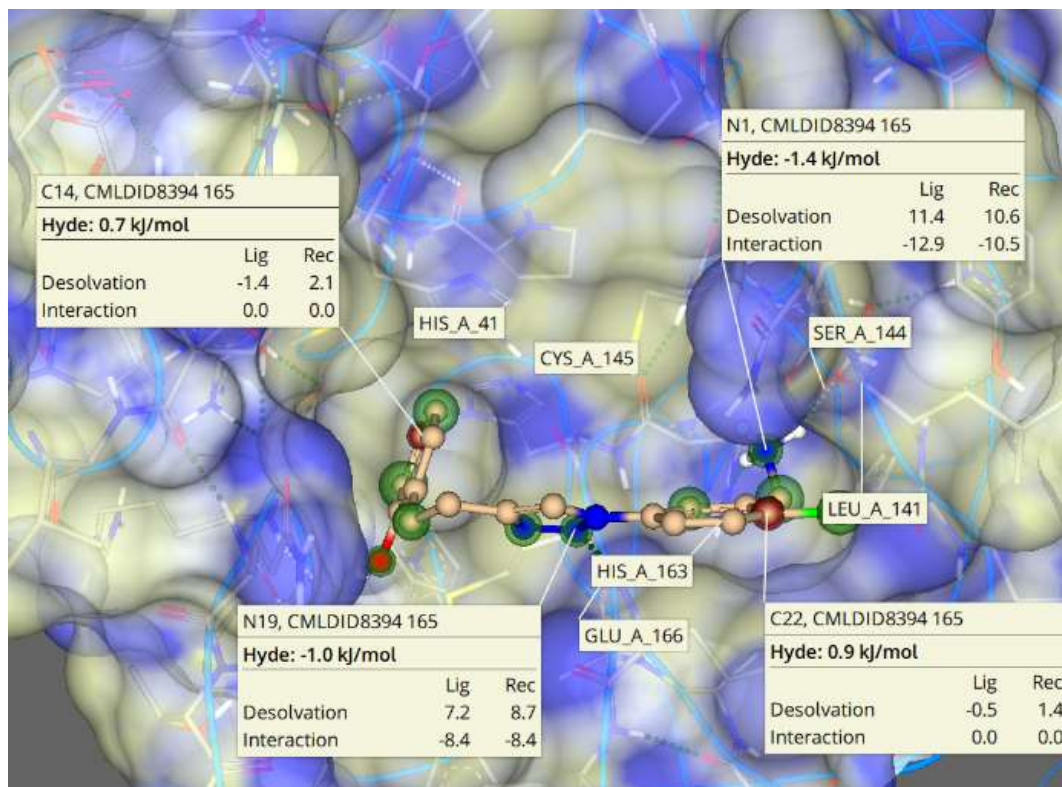 N1, CMLDID8394 165
Hyde: -1.4 kJ/mol
Lig Rec
Desolvation 11.4 10.6
Interaction -12.9 -10.5
C14, CMLDID8394 165
Hyde: 0.7 kJ/mol
Lig Rec
Desolvation -1.4 2.1
Interaction 0.0 0.0
HIS_A_41
SER_A_144
CYS_A_145
LEU_A_141
HIS_A_163
GLU_A_166
N19, CMLDID8394 165
Hyde: -1.0 kJ/mol
Lig Rec
Desolvation 7.2 8.7
Interaction -8.4 -8.4
C22, CMLDID8394 165
Hyde: 0.9 kJ/mol
Lig Rec
Desolvation -0.5 1.4
Interaction 0.0 0.0